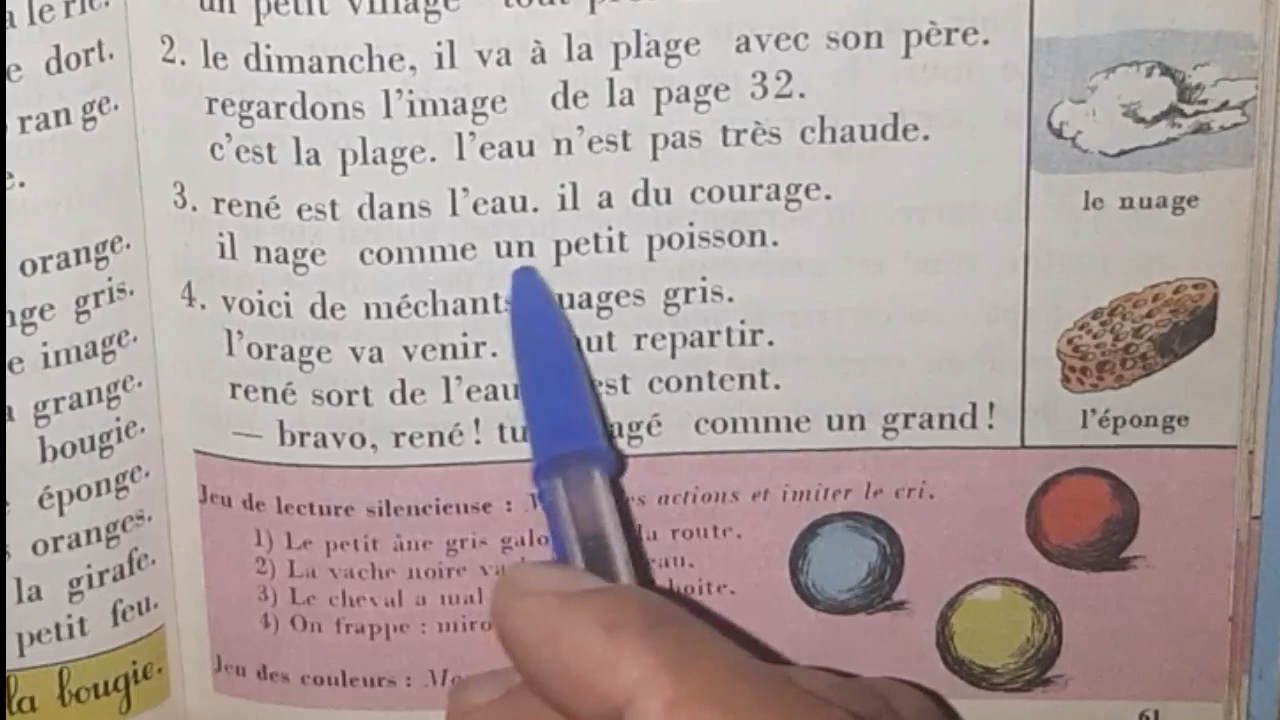 a le riz.
e dort.
ran ge.
e.
orange.
nge gris.
e image.
grange.
bougie.
éponge.
oranges.
la girafe.
petit feu.
la bougie.
un petit village tout
2. le dimanche, il va à la plage avec son père.
regardons l'image de la page 32.
c'est la plage. l'eau n'est pas très chaude.
3. rené est dans l'eau. il a du courage.
il nage comme un petit poisson.
4. voici de méchants uages gris.
l'orage va venir. ut repartir.
rené sort de l'eau est content.
— bravo, rené ! tu agé comme un grand !
le nuage
l'éponge
Jeu de lecture silencieuse : es actions et imiter le cri.
1) Le petit âne gris galo la route.
2) La vache noire va eau.
3) Le cheval a mal boite.
4) On frappe : miro
Jeu des couleurs : Mo
61